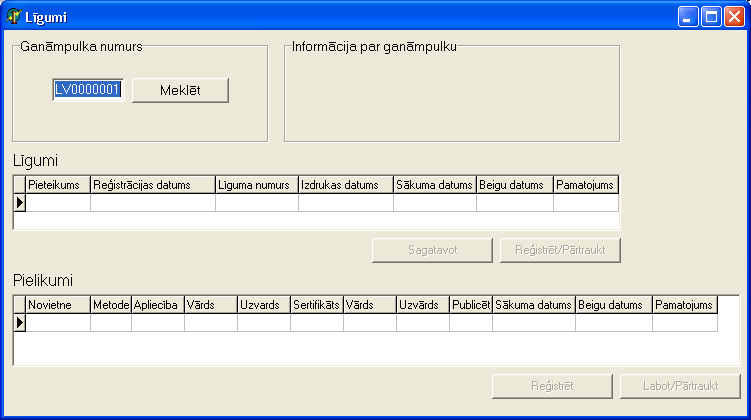 Līgumi
Ganāmpulka numurs
Informācija par ganāmpulku
LV0000001
Meklēt
Līgumi
Pieteikums Reģistrācijas datums Līguma numurs Izdrukas datums Sākuma datums Beigu datums Pamatojums
Sagatavot Reģistrēt/Pārtraukt
Pielikumi
Novietne Metode Apliecība Vārds Uzvards Sertifikāts Vārds Uzvārds Publicēt Sākuma datums Beigu datums Pamatojums
Reģistrēt Labot/Pārtraukt